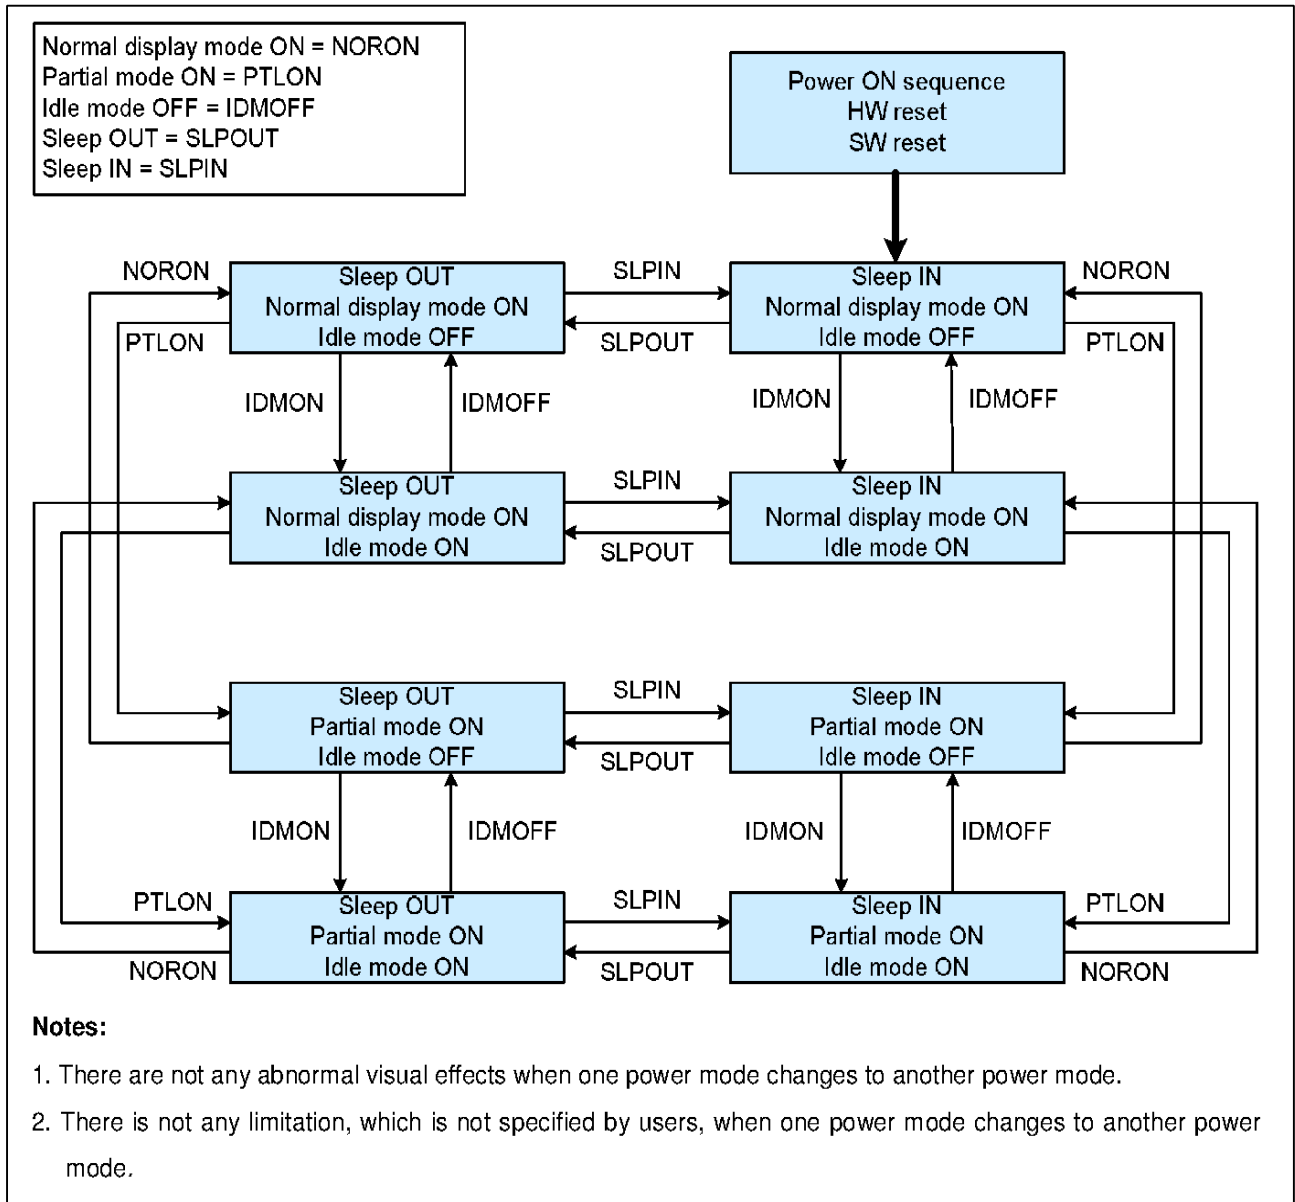 Normal display mode ON = NORON
Partial mode ON = PTLON
Idle mode OFF = IDMOFF
Sleep OUT = SLPOUT
Sleep IN = SLPIN
Power ON sequence
HW reset
SW reset
NORON
Sleep OUT
Normal display mode ON
Idle mode OFF
SLPIN
Sleep IN
Normal display mode ON
Idle mode OFF
NORON
PTLON
SLPOUT
PTLON
IDMON
IDMOFF
IDMON
IDMOFF
Sleep OUT
Normal display mode ON
Idle mode ON
SLPIN
SLPOUT
Sleep IN
Normal display mode ON
Idle mode ON
Sleep OUT
Partial mode ON
Idle mode OFF
SLPIN
SLPOUT
Sleep IN
Partial mode ON
Idle mode OFF
IDMON
IDMOFF
IDMON
IDMOFF
PTLON
Sleep OUT
Partial mode ON
Idle mode ON
SLPIN
Sleep IN
Partial mode ON
Idle mode ON
PTLON
NORON
SLPOUT
NORON
Notes:
1. There are not any abnormal visual effects when one power mode changes to another power mode.
2. There is not any limitation, which is not specified by users, when one power mode changes to another power
mode.